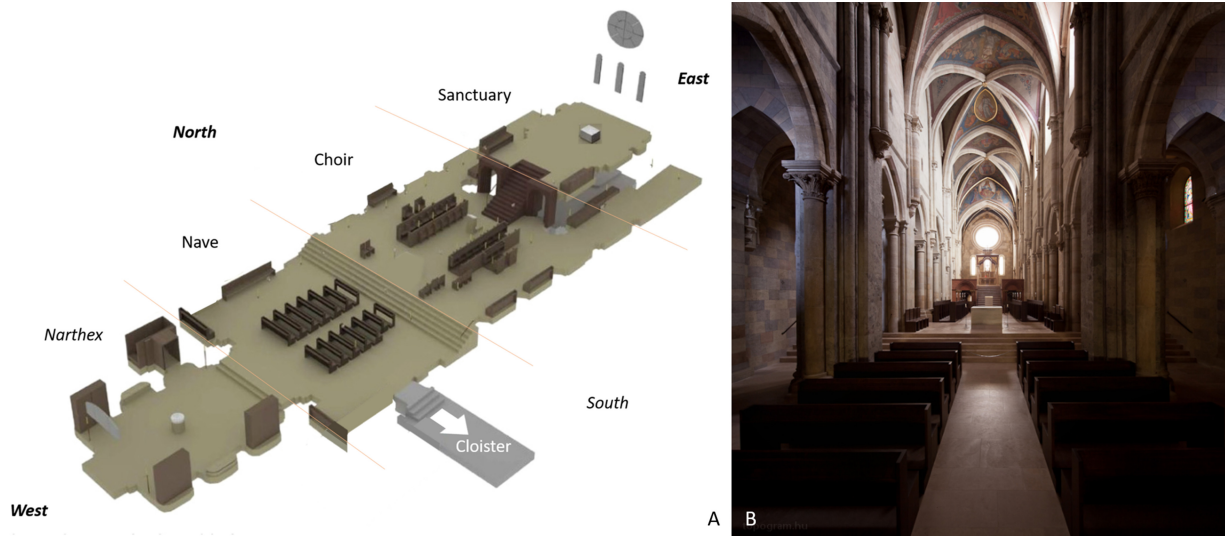 Sanctuary
East
North
Choir
Nave
Narthex
South
Cloister
West
A
B